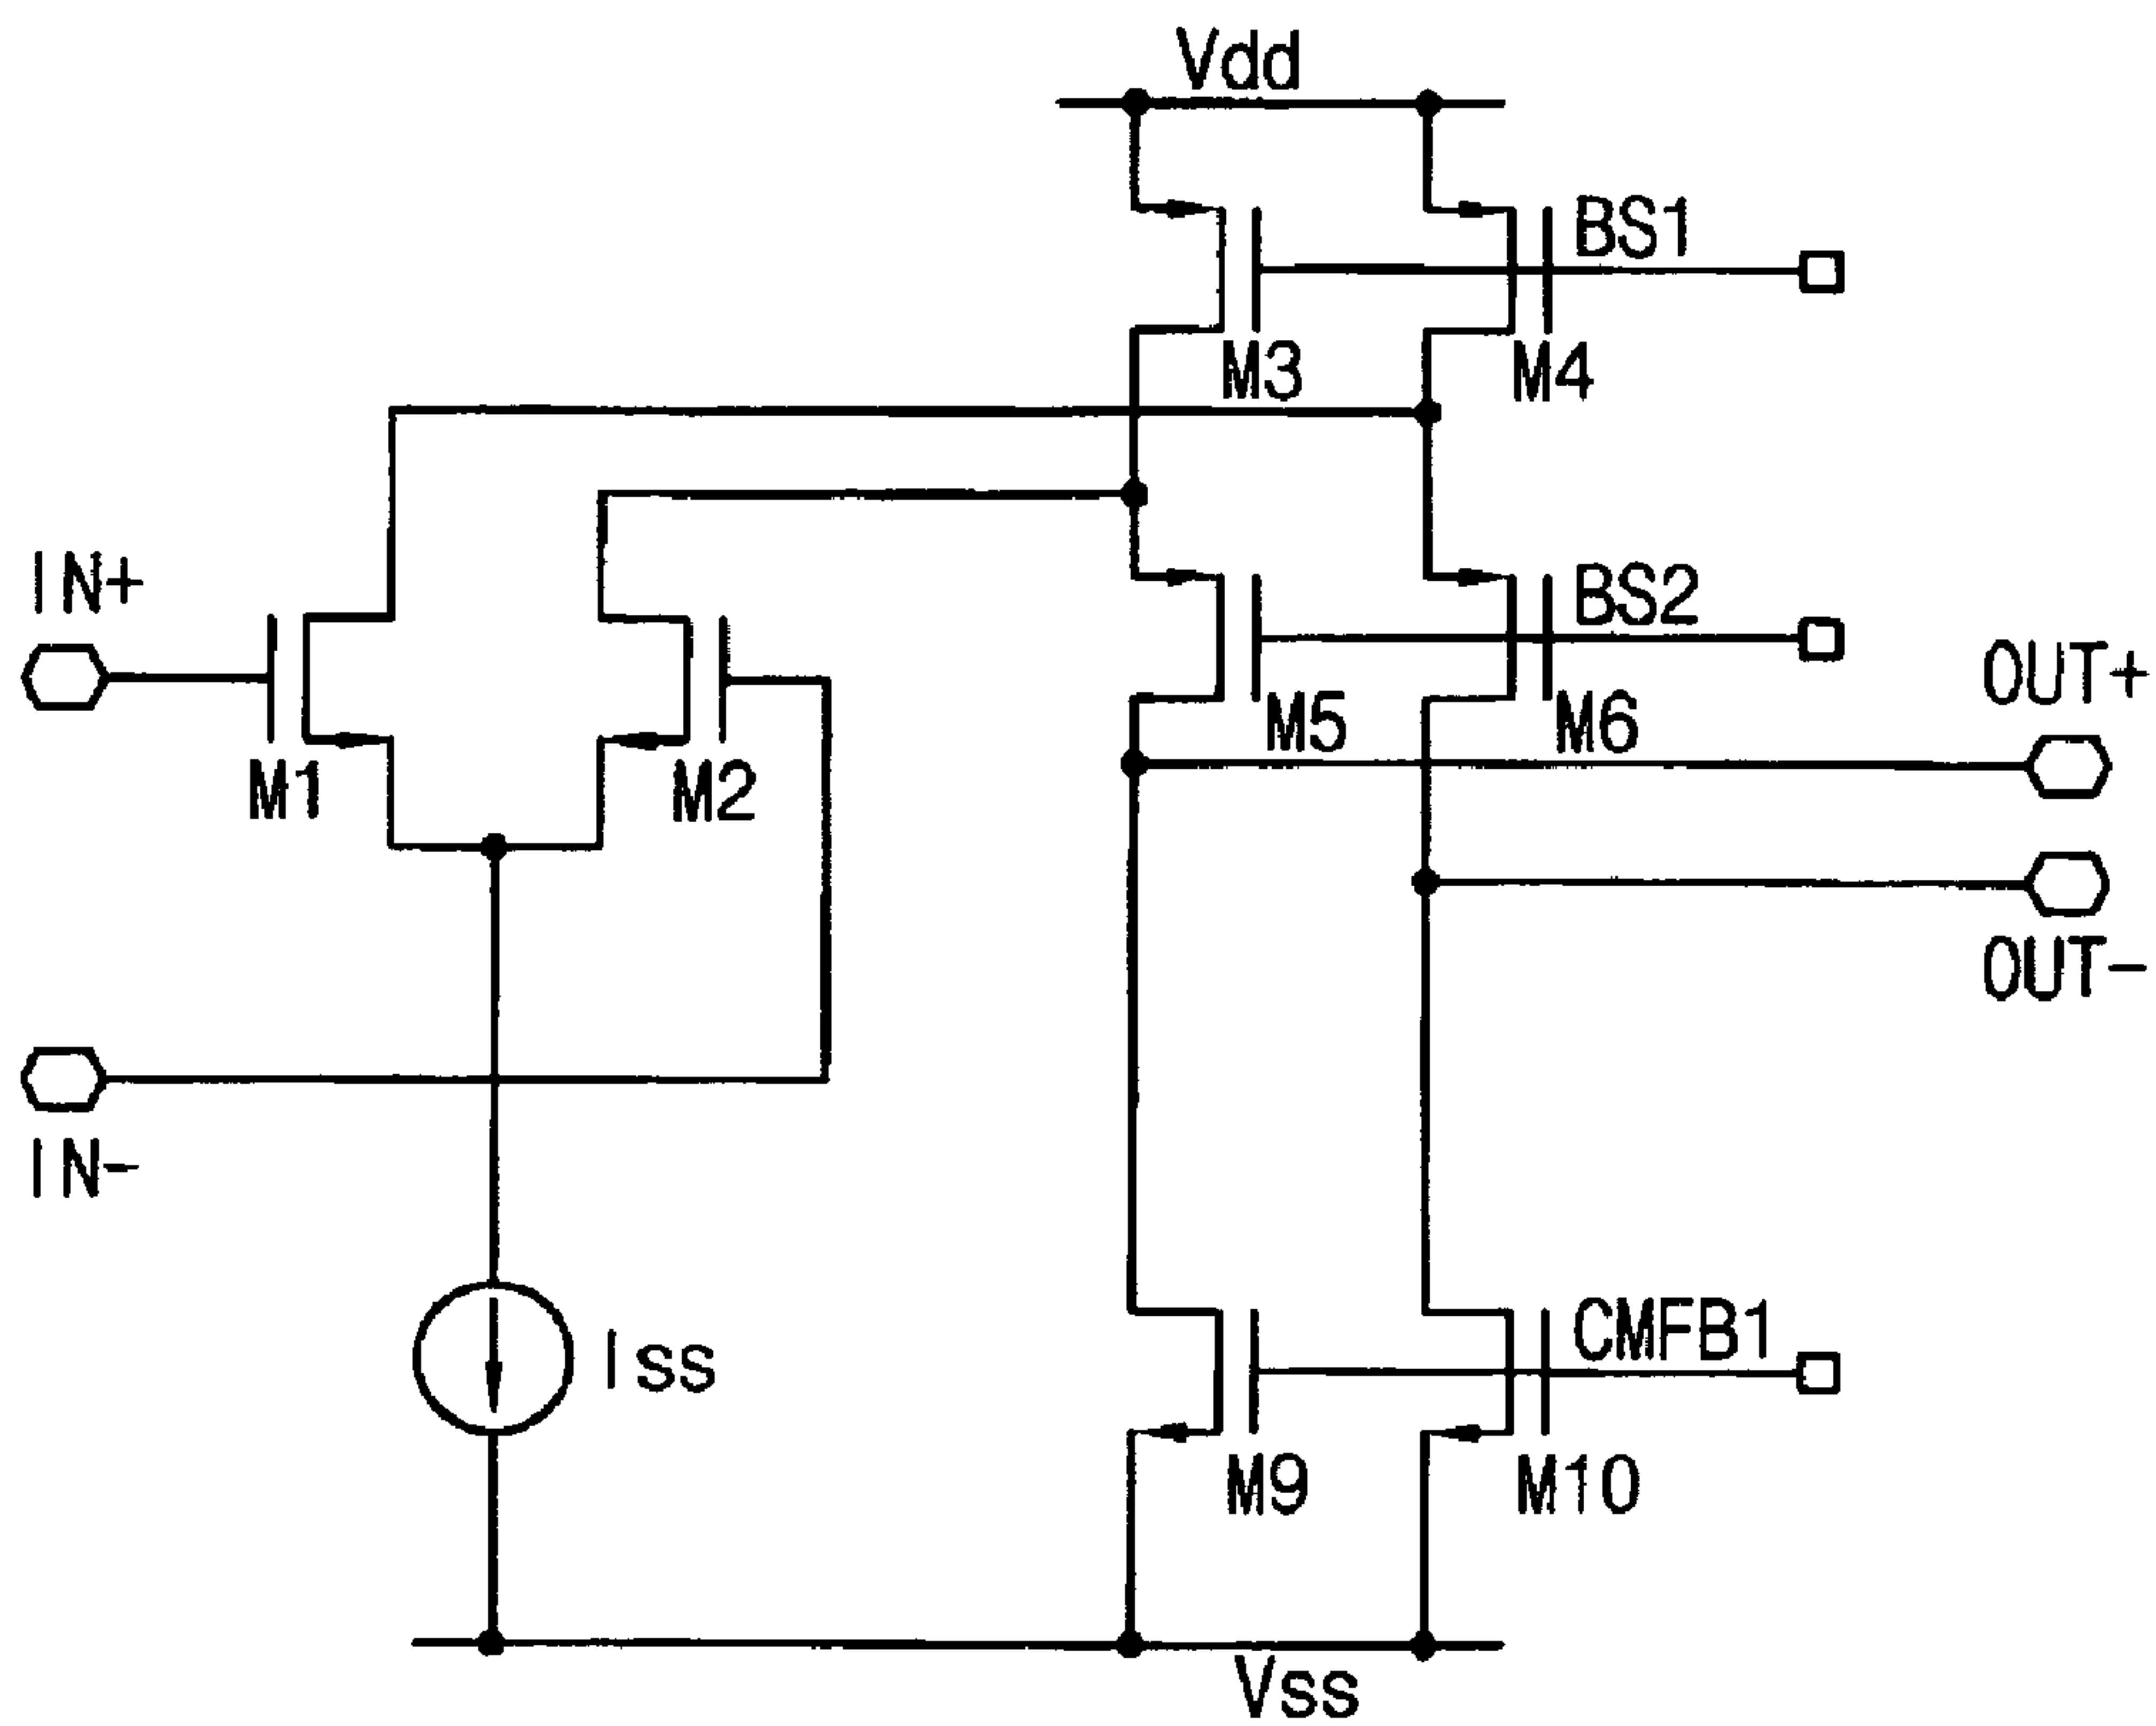 Vdd
BS1
M3
M4
IN+
BS2
OUT+
M5
M6
M1
M2
OUT-
IN-
CMFB1
Iss
M9
M10
Vss